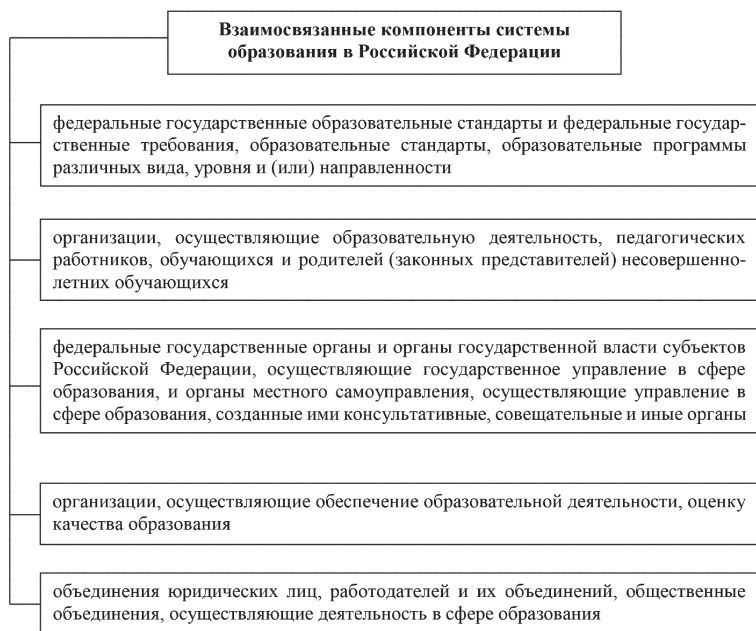 Взаимосвязанные компоненты системы
образования в Российской Федерации
федеральные государственные образовательные стандарты и федеральные государ-
ственные требования, образовательные стандарты, образовательные программы
различных вида, уровня и (или) направленности
организации, осуществляющие образовательную деятельность, педагогических
работников, обучающихся и родителей (законных представителей) несовершенно-
летних обучающихся
федеральные государственные органы и органы государственной власти субъектов
Российской Федерации, осуществляющие государственное управление в сфере
образования, и органы местного самоуправления, осуществляющие управление в
сфере образования, созданные ими консультативные, совещательные и иные органы
организации, осуществляющие обеспечение образовательной деятельности, оценку
качества образования
объединения юридических лиц, работодателей и их объединений, общественные
объединения, осуществляющие деятельность в сфере образования